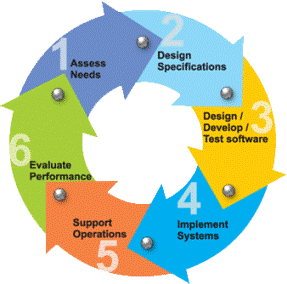 1
Assess
Needs
2
Design
Specifications
3
Design /
Develop /
Test software
4
Implement
Systems
5
Support
Operations
6
Evaluate
Performance